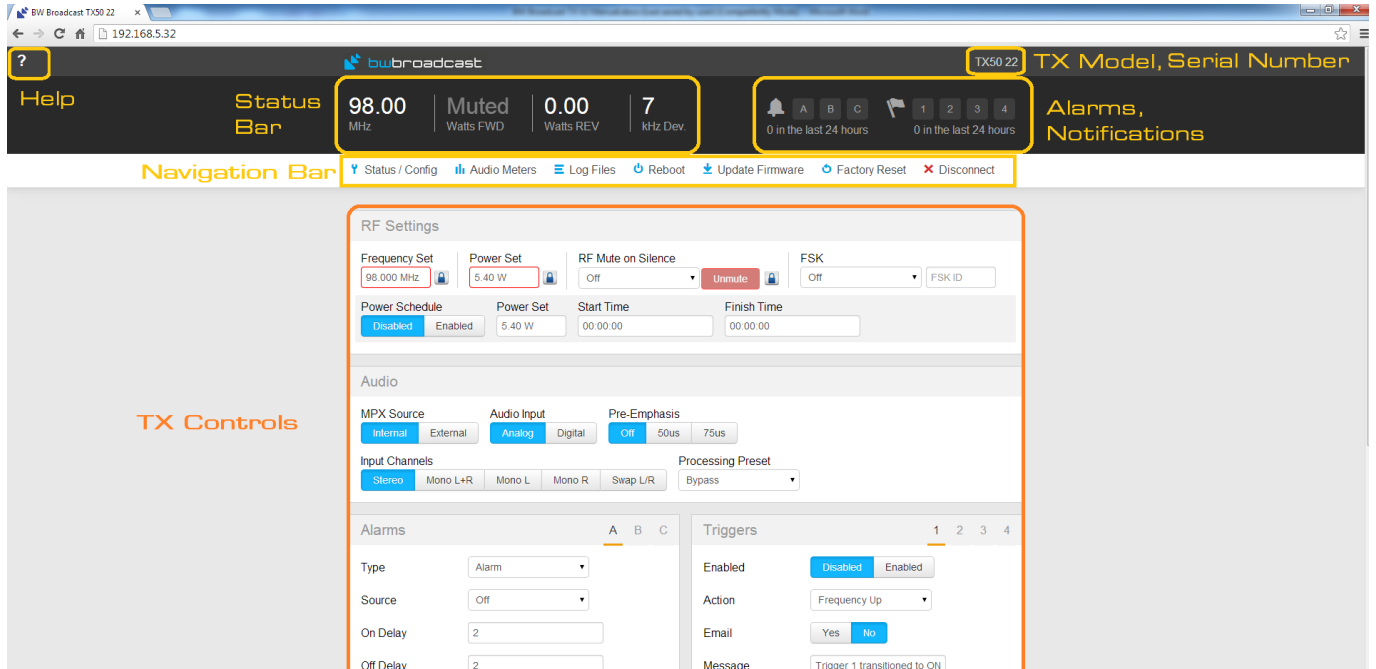 BW Broadcast TX50 22
192.168.5.32
?
bwbroadcast
TX50 22
TX Model, Serial Number
Help
Status Bar
98.00 MHz
Muted Watts FWD
0.00 Watts REV
7 kHz Dev.
A B C
0 in the last 24 hours
1 2 3 4
0 in the last 24 hours
Alarms, Notifications
Navigation Bar
Status / Config Audio Meters Log Files Reboot Update Firmware Factory Reset Disconnect
TX Controls
RF Settings
Frequency Set Power Set RF Mute on Silence FSK
98.000 MHz 5.40 W Off Unmute Off FSK ID
Power Schedule Power Set Start Time Finish Time
Disabled Enabled 5.40 W 00:00:00 00:00:00
Audio
MPX Source Audio Input Pre-Emphasis
Internal External Analog Digital Off 50us 75us
Input Channels Processing Preset
Stereo Mono L+R Mono L Mono R Swap L/R Bypass
Alarms A B C
Type Alarm
Source Off
On Delay 2
Off Delay 2
Triggers 1 2 3 4
Enabled Disabled Enabled
Action Frequency Up
Email Yes No
Message Trigger 1 transitioned to ON